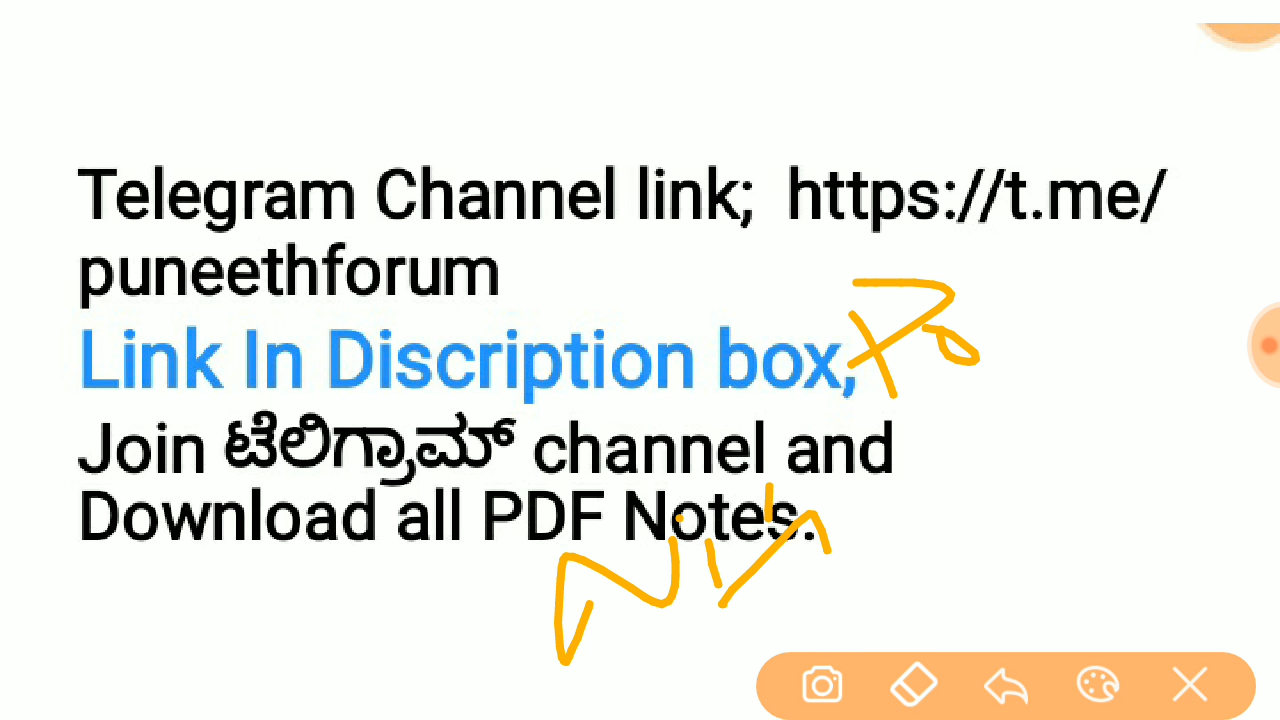 Telegram Channel link;  https://t.me/
puneethforum
Link In Discription box,
Join ಟೆಲಿಗ್ರಾಮ್ channel and
Download all PDF Notes.